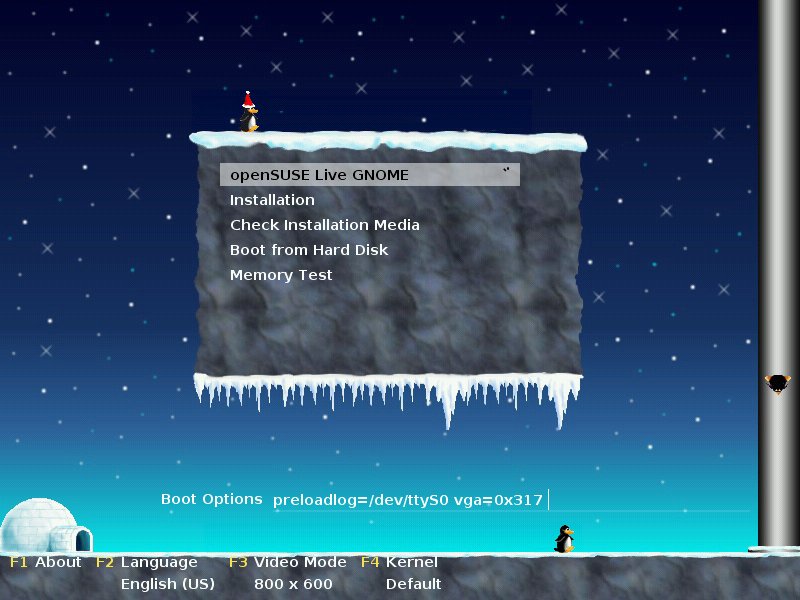 openSUSE Live GNOME
Installation
Check Installation Media
Boot from Hard Disk
Memory Test
Boot Options preloadlog=/dev/ttyS0 vga=0x317
F1 About F2 Language F3 Video Mode F4 Kernel
English (US) 800 x 600 Default